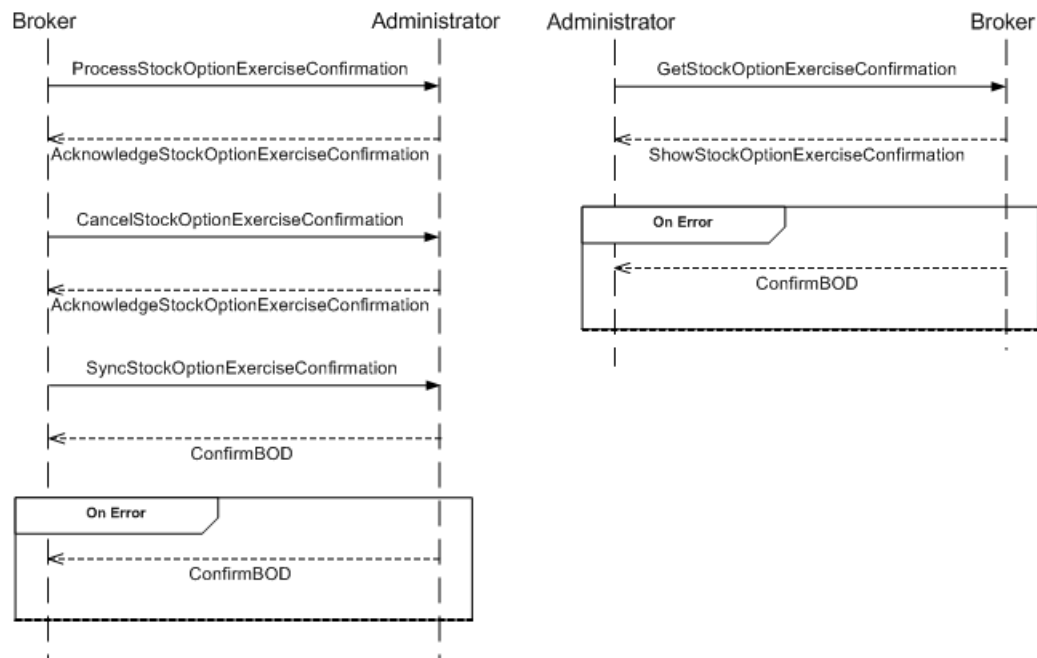 Broker
Administrator
ProcessStockOptionExerciseConfirmation
AcknowledgeStockOptionExerciseConfirmation
CancelStockOptionExerciseConfirmation
AcknowledgeStockOptionExerciseConfirmation
SyncStockOptionExerciseConfirmation
ConfirmBOD
On Error
ConfirmBOD
Administrator
Broker
GetStockOptionExerciseConfirmation
ShowStockOptionExerciseConfirmation
On Error
ConfirmBOD